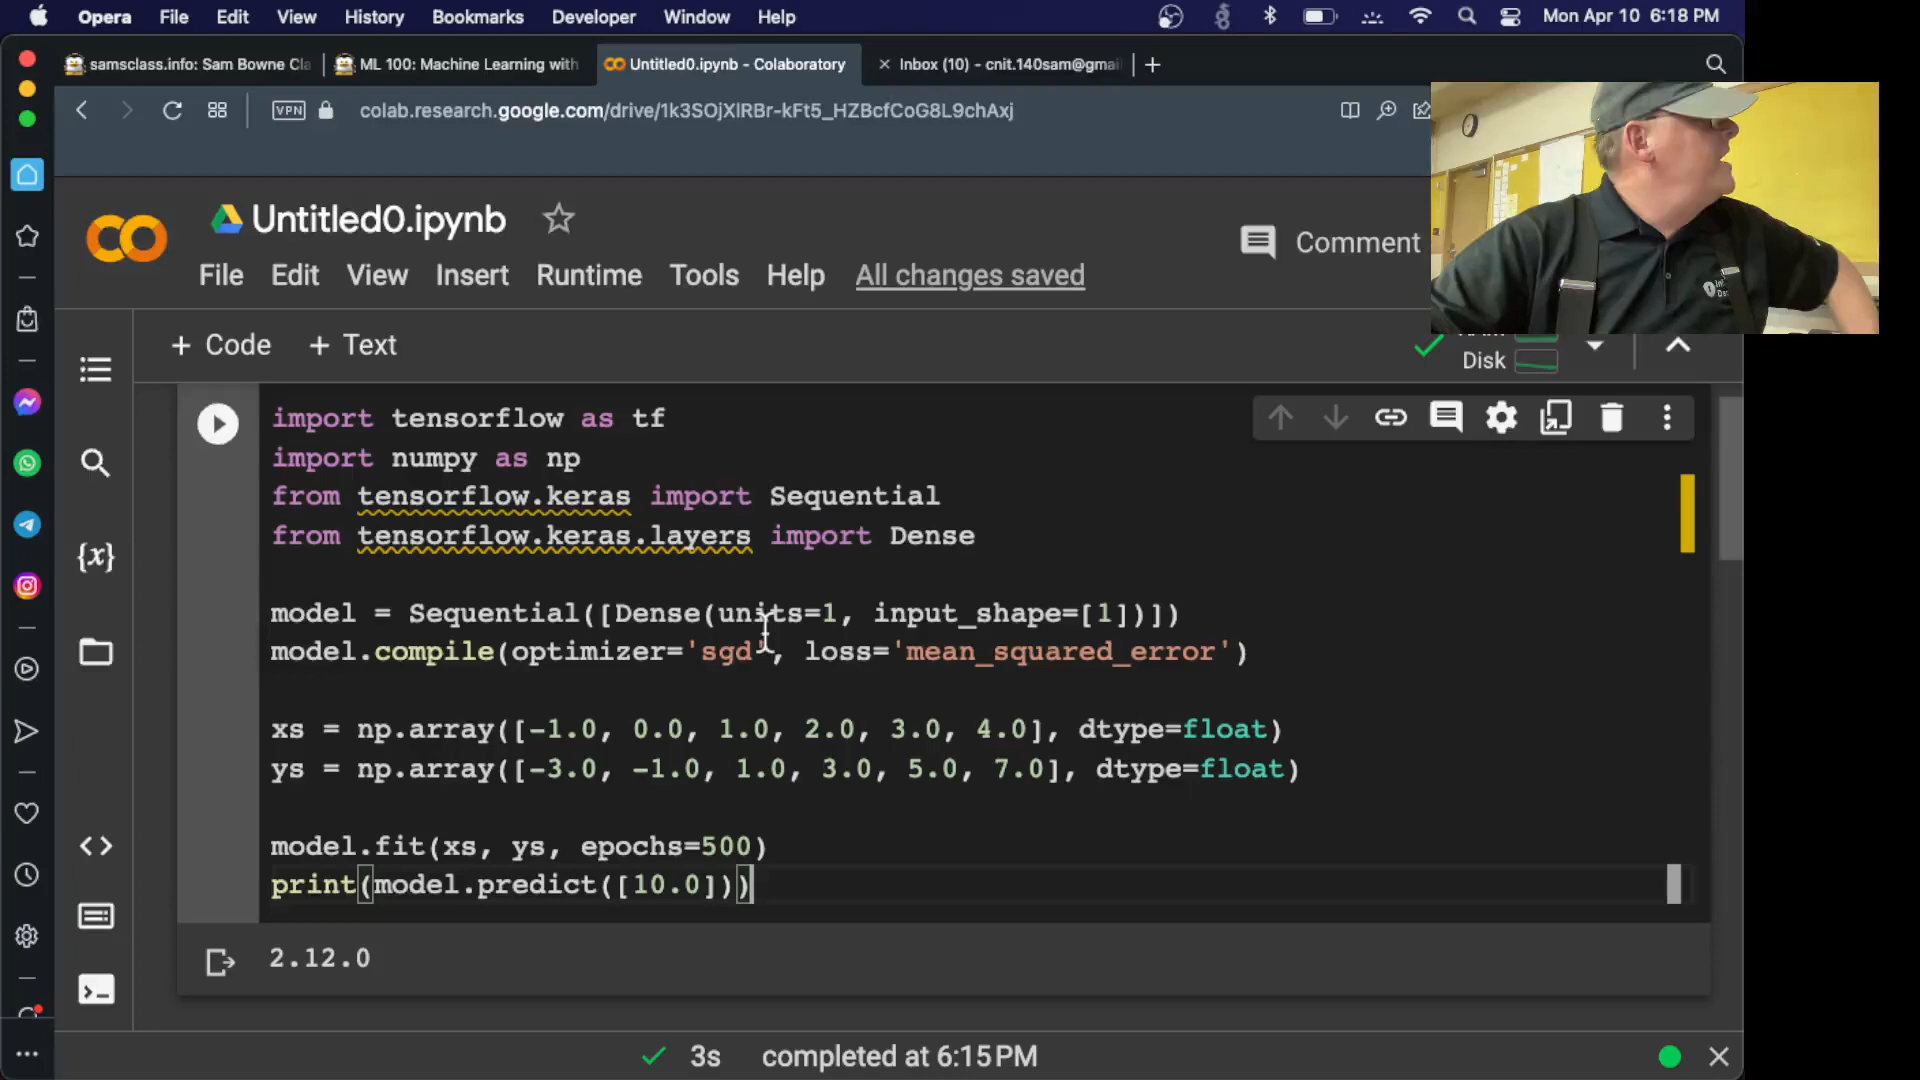 Opera File Edit View History Bookmarks Developer Window Help Mon Apr 10 6:18 PM
samsclass.info: Sam Bowne Cla ML 100: Machine Learning with Untitled0.ipynb - Colaboratory Inbox (10) - cnit.140sam@gmai
VPN colab.research.google.com/drive/1k3SOjXlRBr-kFt5_HZBcfCoG8L9chAxj
Untitled0.ipynb
Comment
File Edit View Insert Runtime Tools Help All changes saved
+ Code + Text
Disk
import tensorflow as tf
import numpy as np
from tensorflow.keras import Sequential
from tensorflow.keras.layers import Dense
model = Sequential([Dense(units=1, input_shape=[1])])
model.compile(optimizer='sgd', loss='mean_squared_error')
xs = np.array([-1.0, 0.0, 1.0, 2.0, 3.0, 4.0], dtype=float)
ys = np.array([-3.0, -1.0, 1.0, 3.0, 5.0, 7.0], dtype=float)
model.fit(xs, ys, epochs=500)
print(model.predict([10.0]))
2.12.0
3s completed at 6:15 PM